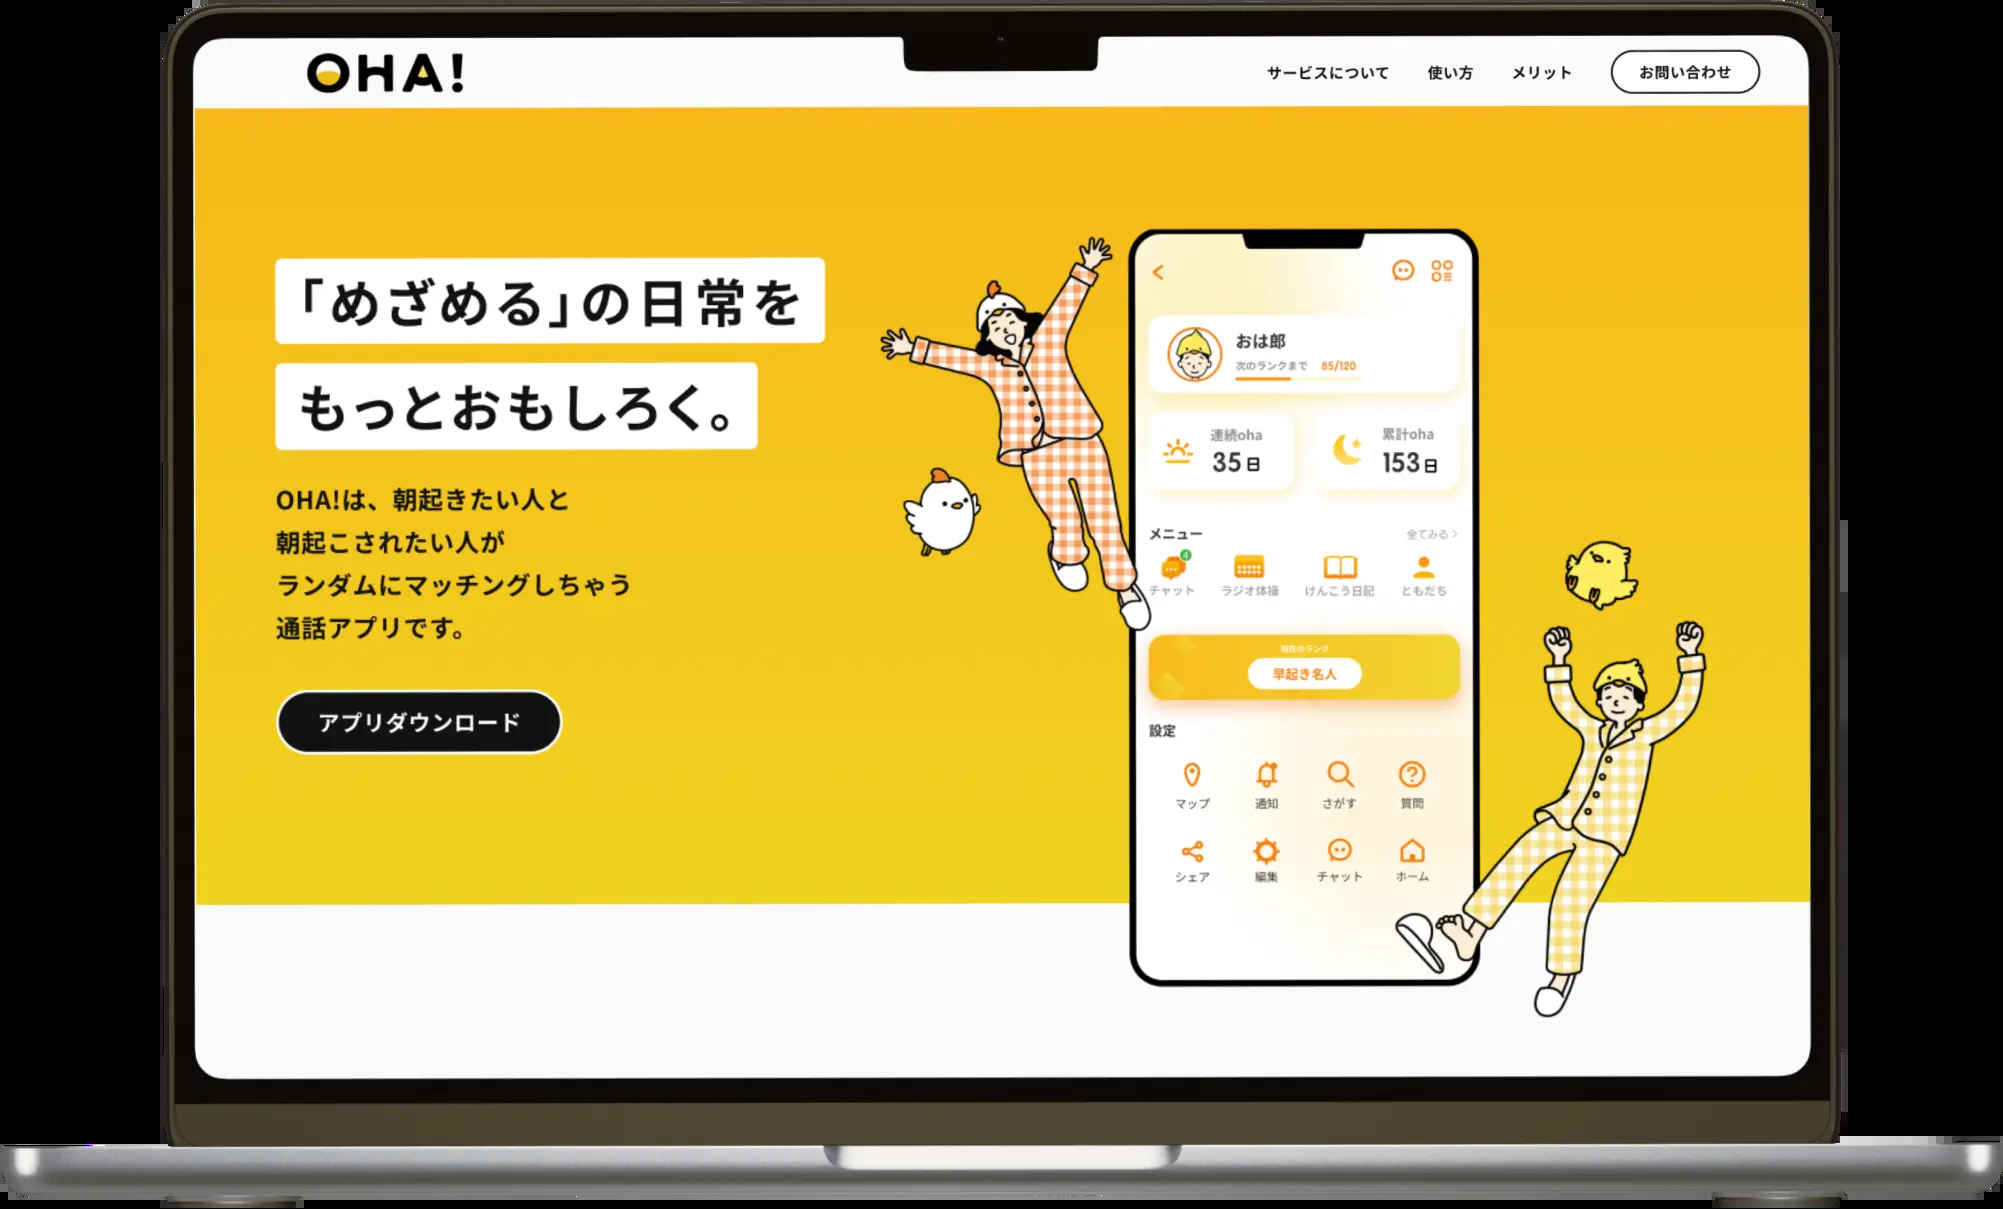 OHA!
サービスについて
使い方
メリット
お問い合わせ
「めざめる」の日常を
もっとおもしろく。
OHA!は、朝起きたい人と
朝起こされたい人が
ランダムにマッチングしちゃう
通話アプリです。
アプリダウンロード
おは郎
次のランクまで 85/120
連続oha
35日
累計oha
153日
メニュー
全てみる
4
チャット
ラジオ体操
けんこう日記
ともだち
現在のランク
早起き名人
設定
マップ
通知
さがす
質問
シェア
編集
チャット
ホーム